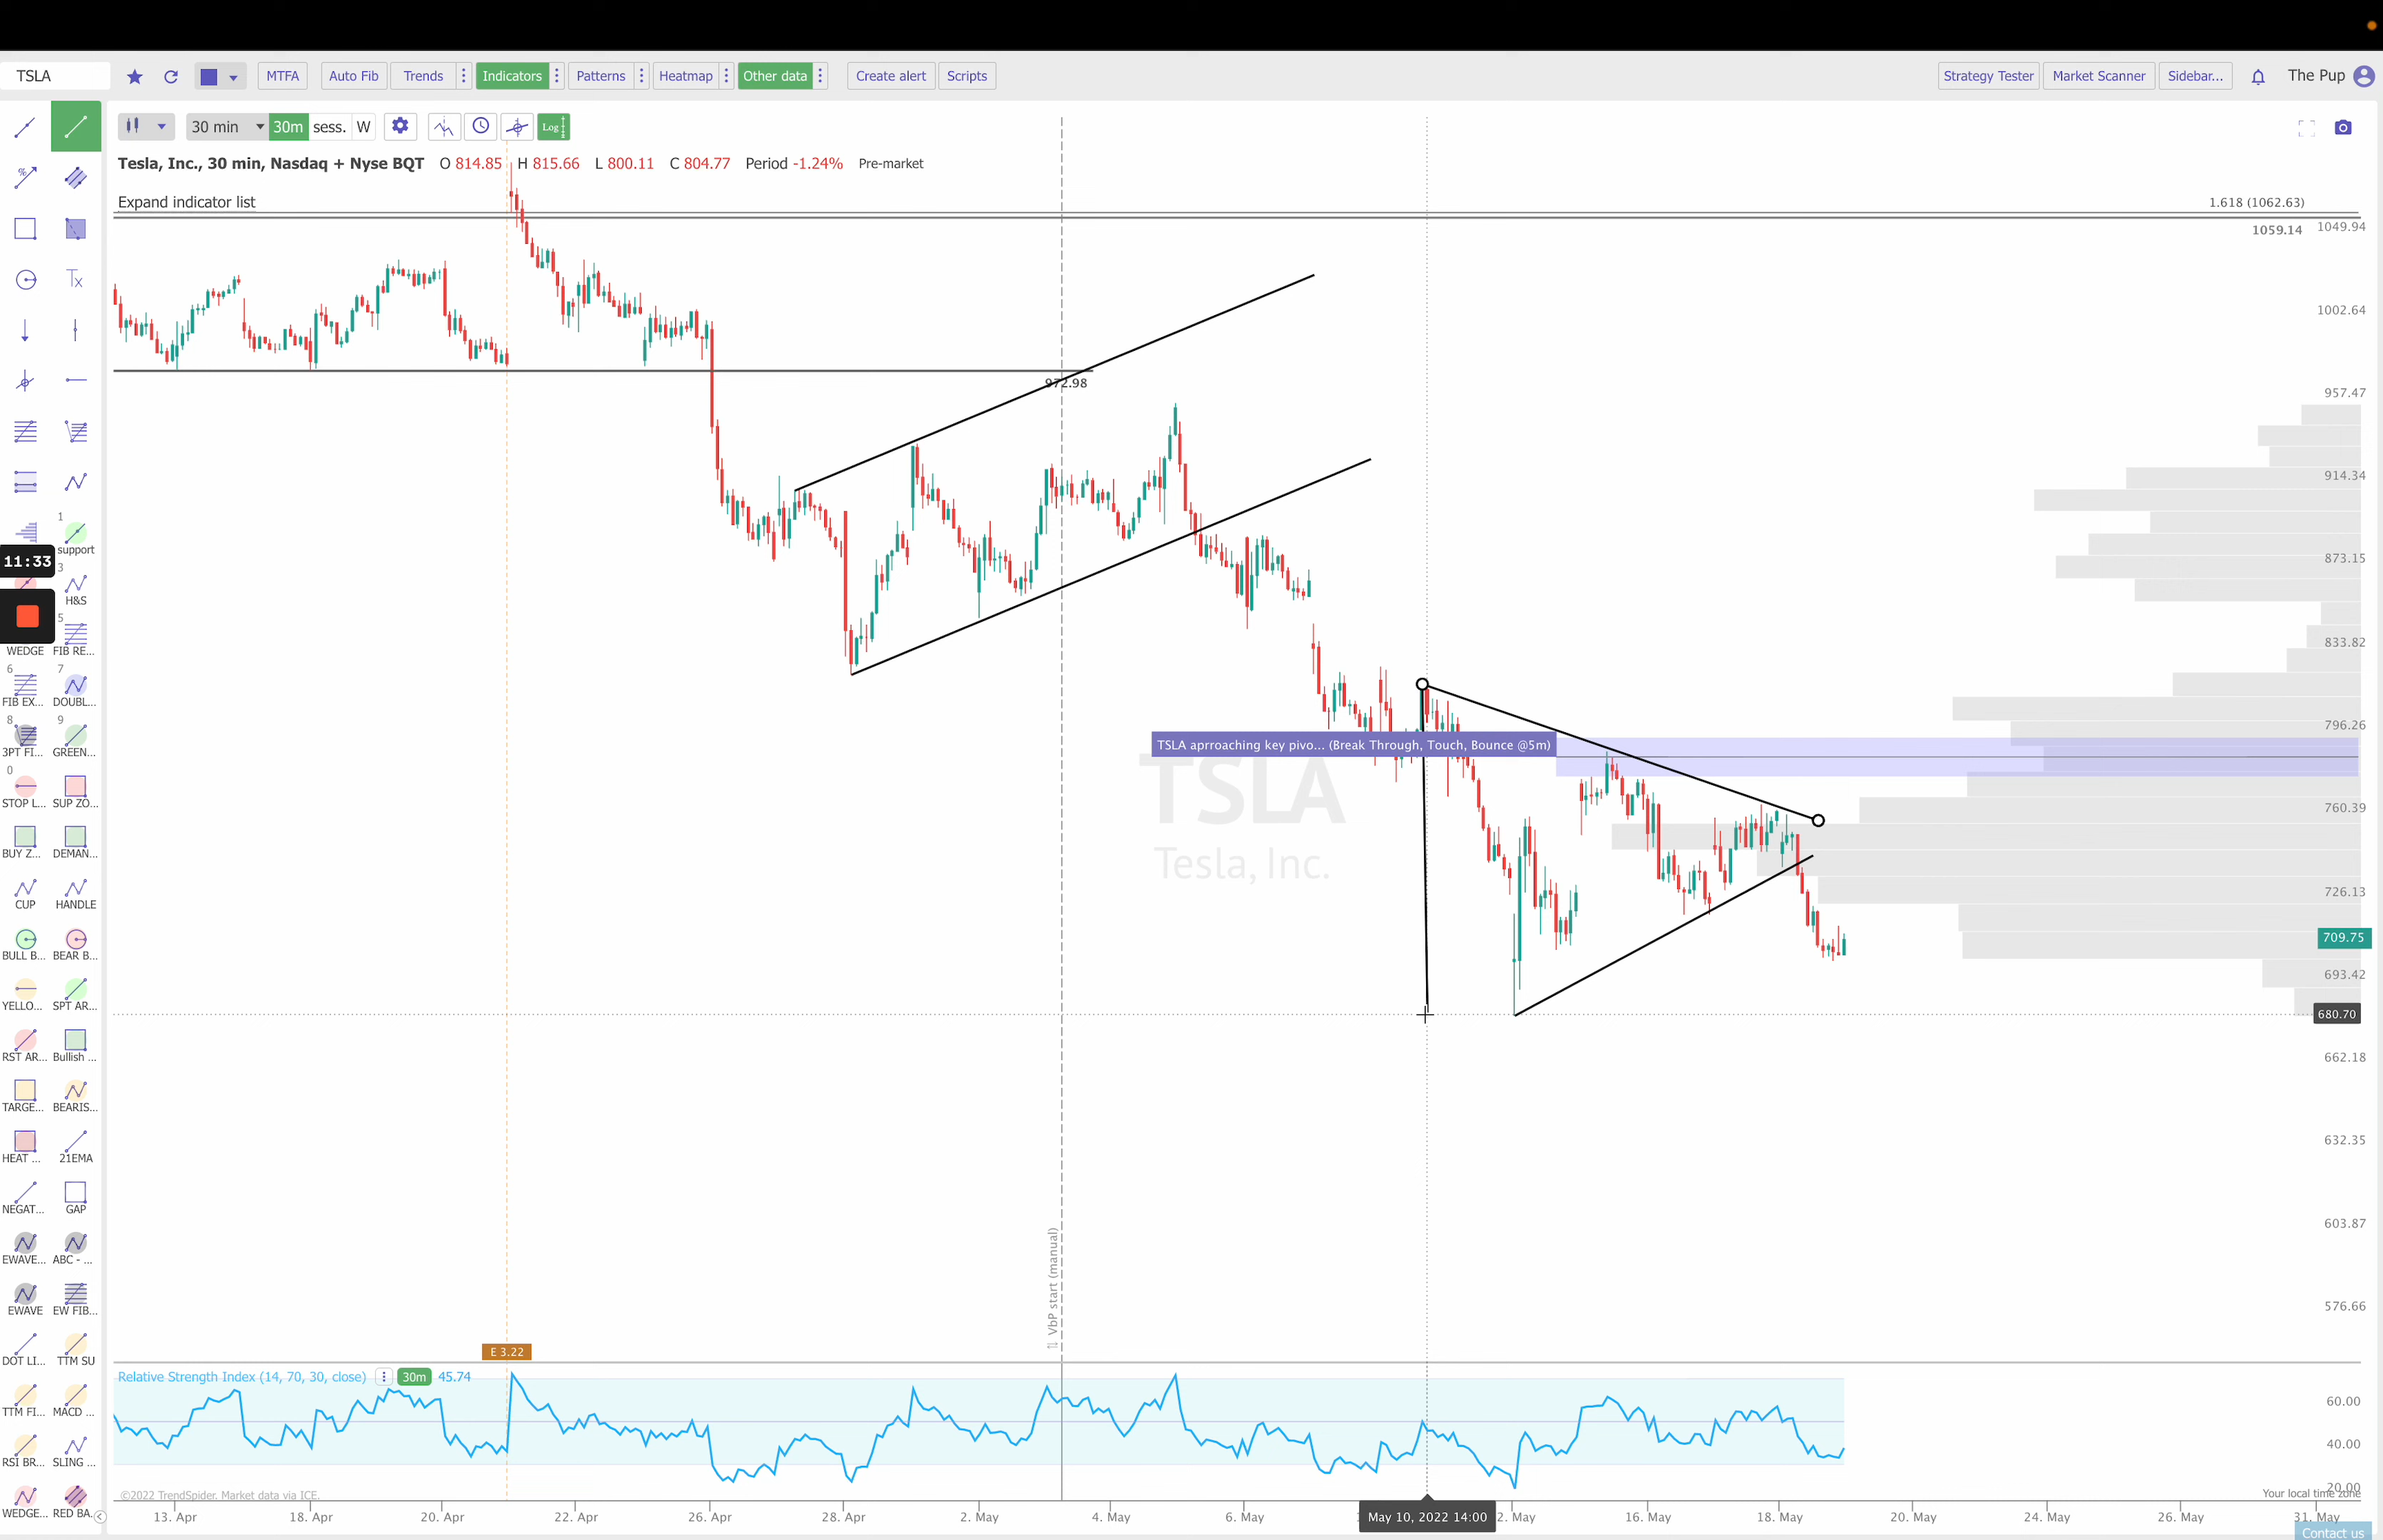 TSLA
MTFA
Auto Fib
Trends
Indicators
Patterns
Heatmap
Other data
Create alert
Scripts
Strategy Tester
Market Scanner
Sidebar...
The Pup
30 min
30m
sess.
W
Log
Tesla, Inc., 30 min, Nasdaq + Nyse BQT O 814.85 H 815.66 L 800.11 C 804.77 Period -1.24% Pre-market
Expand indicator list
1.618 (1062.63)
1059.14
1049.94
1002.64
972.98
957.47
914.34
873.15
833.82
796.26
760.39
726.13
709.75
693.42
680.70
662.18
632.35
603.87
576.66
TSLA aprroaching key pivo... (Break Through, Touch, Bounce @5m)
TSLA
Tesla, Inc.
VbP start (manual)
E 3.22
%
Tx
1
support
11:33
3
H&S
5
WEDGE
FIB RE...
6
7
FIB EX...
DOUBL...
8
9
3PT FI...
GREEN...
0
STOP L...
SUP ZO...
BUY Z...
DEMAN...
CUP
HANDLE
BULL B...
BEAR B...
YELLO...
SPT AR...
RST AR...
Bullish ...
TARGE...
BEARIS...
HEAT ...
21EMA
NEGAT...
GAP
EWAVE...
ABC - ...
EWAVE
EW FIB...
DOT LI...
TTM SU
TTM FI...
MACD ...
RSI BR...
SLING ...
WEDGE...
RED BA.
Relative Strength Index (14, 70, 30, close)
30m
45.74
60.00
40.00
20.00
©2022 TrendSpider. Market data via ICE.
Your local time zone
13. Apr
18. Apr
20. Apr
22. Apr
26. Apr
28. Apr
2. May
4. May
6. May
May 10, 2022 14:00
2. May
16. May
18. May
20. May
24. May
26. May
31. May
Contact us